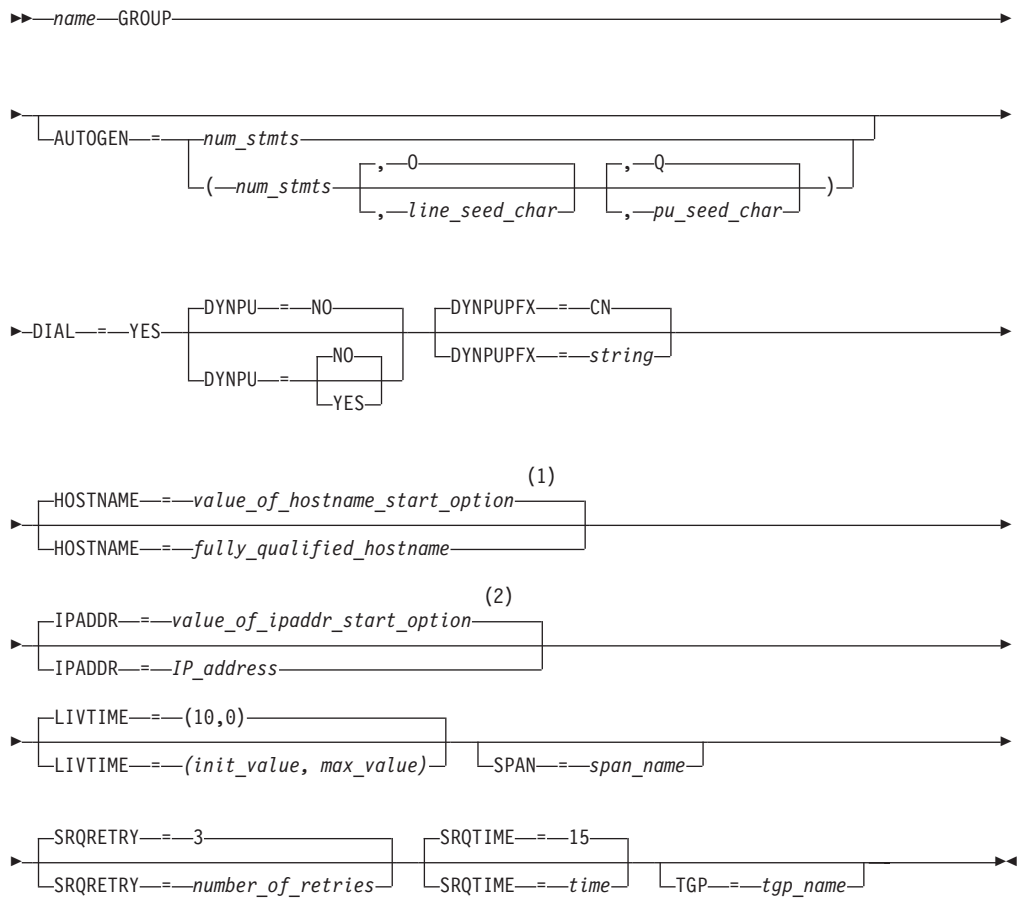 name GROUP
AUTOGEN = num_stmts
, O , Q
( num_stmts )
, line_seed_char , pu_seed_char
DYNPU = NO DYNPUPFX = CN
DIAL = YES
NO DYNPUPFX = string
DYNPU =
YES
(1)
HOSTNAME = value_of_hostname_start_option
HOSTNAME = fully_qualified_hostname
(2)
IPADDR = value_of_ipaddr_start_option
IPADDR = IP_address
LIVTIME = (10,0)
LIVTIME = (init_value, max_value) SPAN = span_name
SRQRETRY = 3 SRQTIME = 15
SRQRETRY = number_of_retries SRQTIME = time TGP = tgp_name